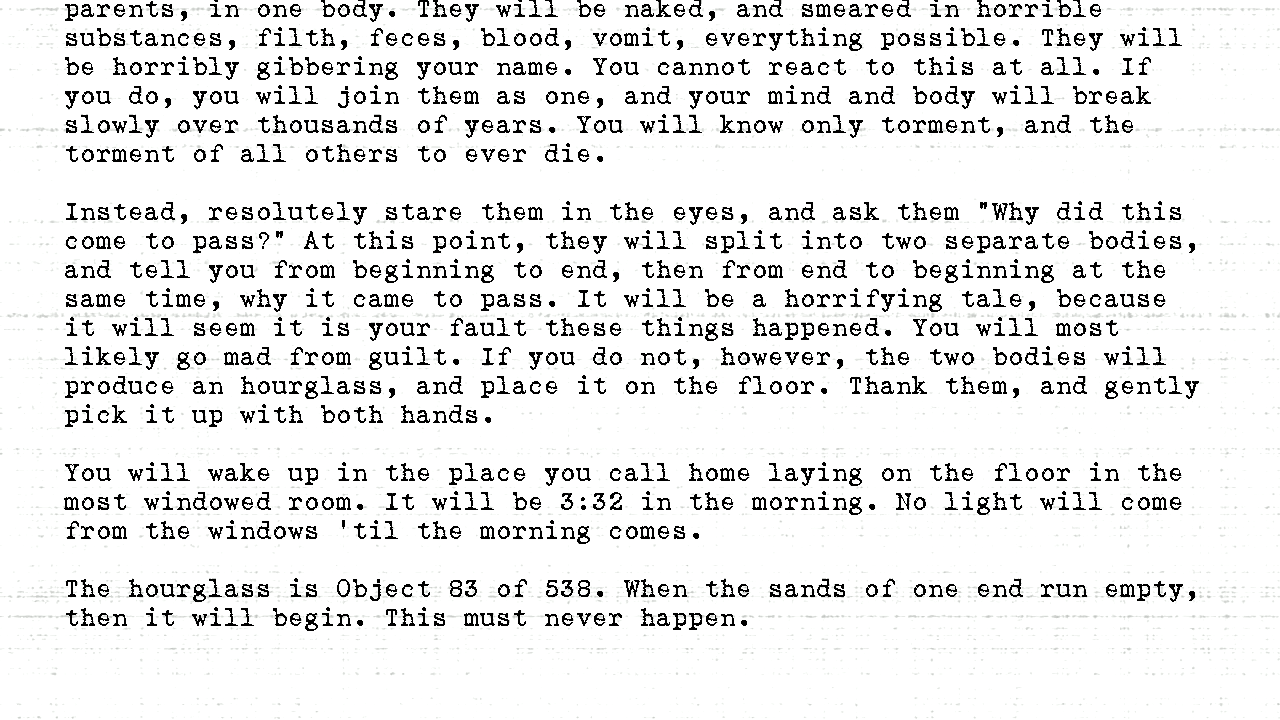 parents, in one body. They will be naked, and smeared in horrible
substances, filth, feces, blood, vomit, everything possible. They will
be horribly gibbering your name. You cannot react to this at all. If
you do, you will join them as one, and your mind and body will break
slowly over thousands of years. You will know only torment, and the
torment of all others to ever die.
Instead, resolutely stare them in the eyes, and ask them "Why did this
come to pass?" At this point, they will split into two separate bodies,
and tell you from beginning to end, then from end to beginning at the
same time, why it came to pass. It will be a horrifying tale, because
it will seem it is your fault these things happened. You will most
likely go mad from guilt. If you do not, however, the two bodies will
produce an hourglass, and place it on the floor. Thank them, and gently
pick it up with both hands.
You will wake up in the place you call home laying on the floor in the
most windowed room. It will be 3:32 in the morning. No light will come
from the windows 'til the morning comes.
The hourglass is Object 83 of 538. When the sands of one end run empty,
then it will begin. This must never happen.